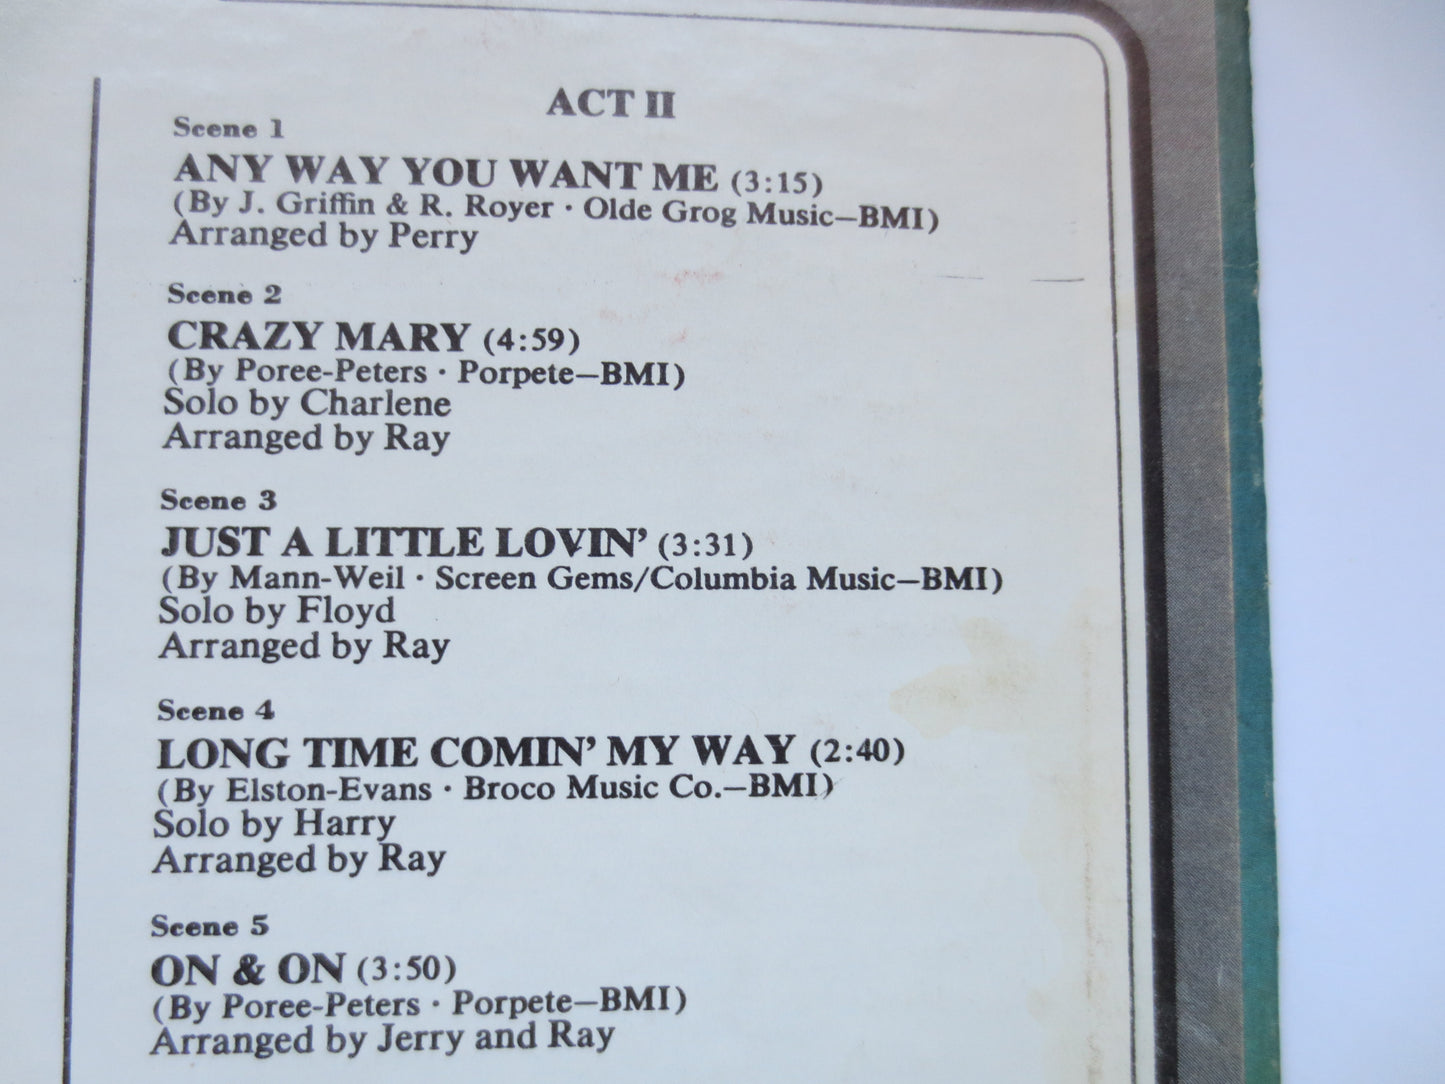 ACT II
Scene 1
ANY WAY YOU WANT ME (3:15)
(By J. Griffin & R. Royer · Olde Grog Music—BMI)
Arranged by Perry
Scene 2
CRAZY MARY (4:59)
(By Poree-Peters · Porpete—BMI)
Solo by Charlene
Arranged by Ray
Scene 3
JUST A LITTLE LOVIN’ (3:31)
(By Mann-Weil · Screen Gems/Columbia Music—BMI)
Solo by Floyd
Arranged by Ray
Scene 4
LONG TIME COMIN’ MY WAY (2:40)
(By Elston-Evans · Broco Music Co.—BMI)
Solo by Harry
Arranged by Ray
Scene 5
ON & ON (3:50)
(By Poree-Peters · Porpete—BMI)
Arranged by Jerry and Ray